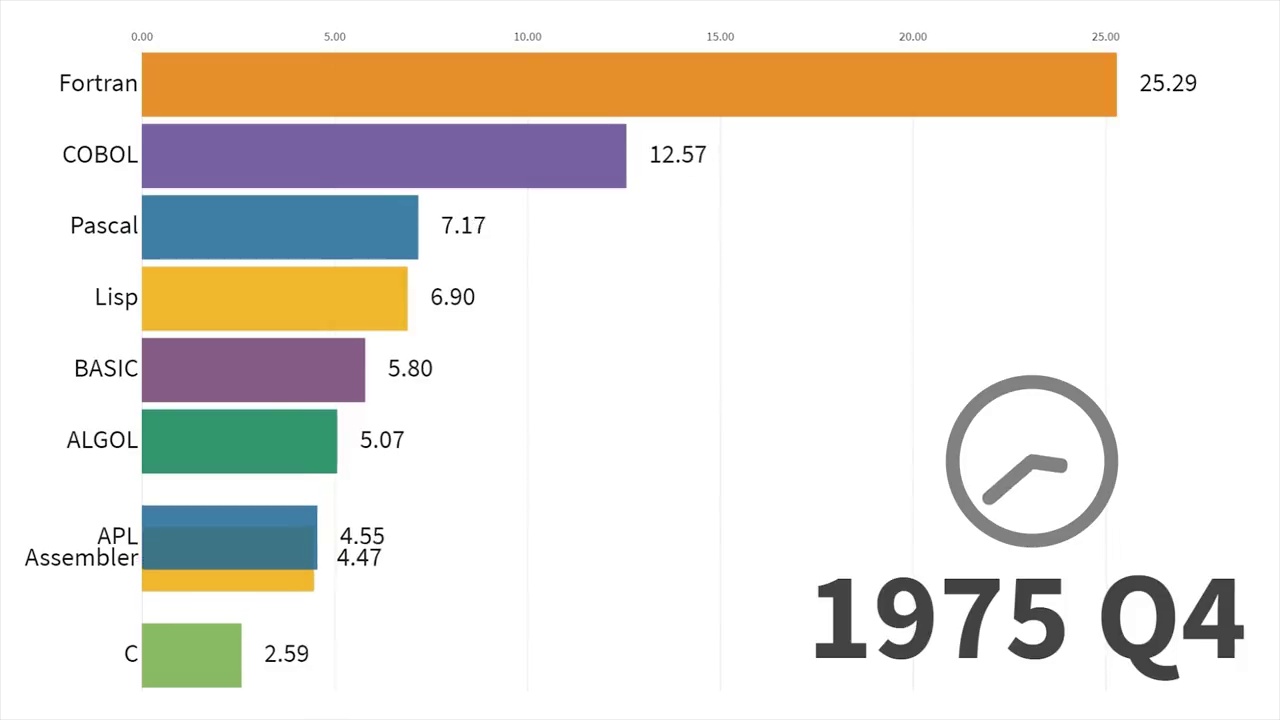 0.00 5.00 10.00 15.00 20.00 25.00
Fortran 25.29
COBOL 12.57
Pascal 7.17
Lisp 6.90
BASIC 5.80
ALGOL 5.07
APL 4.55
Assembler 4.47
C 2.59
1975 Q4